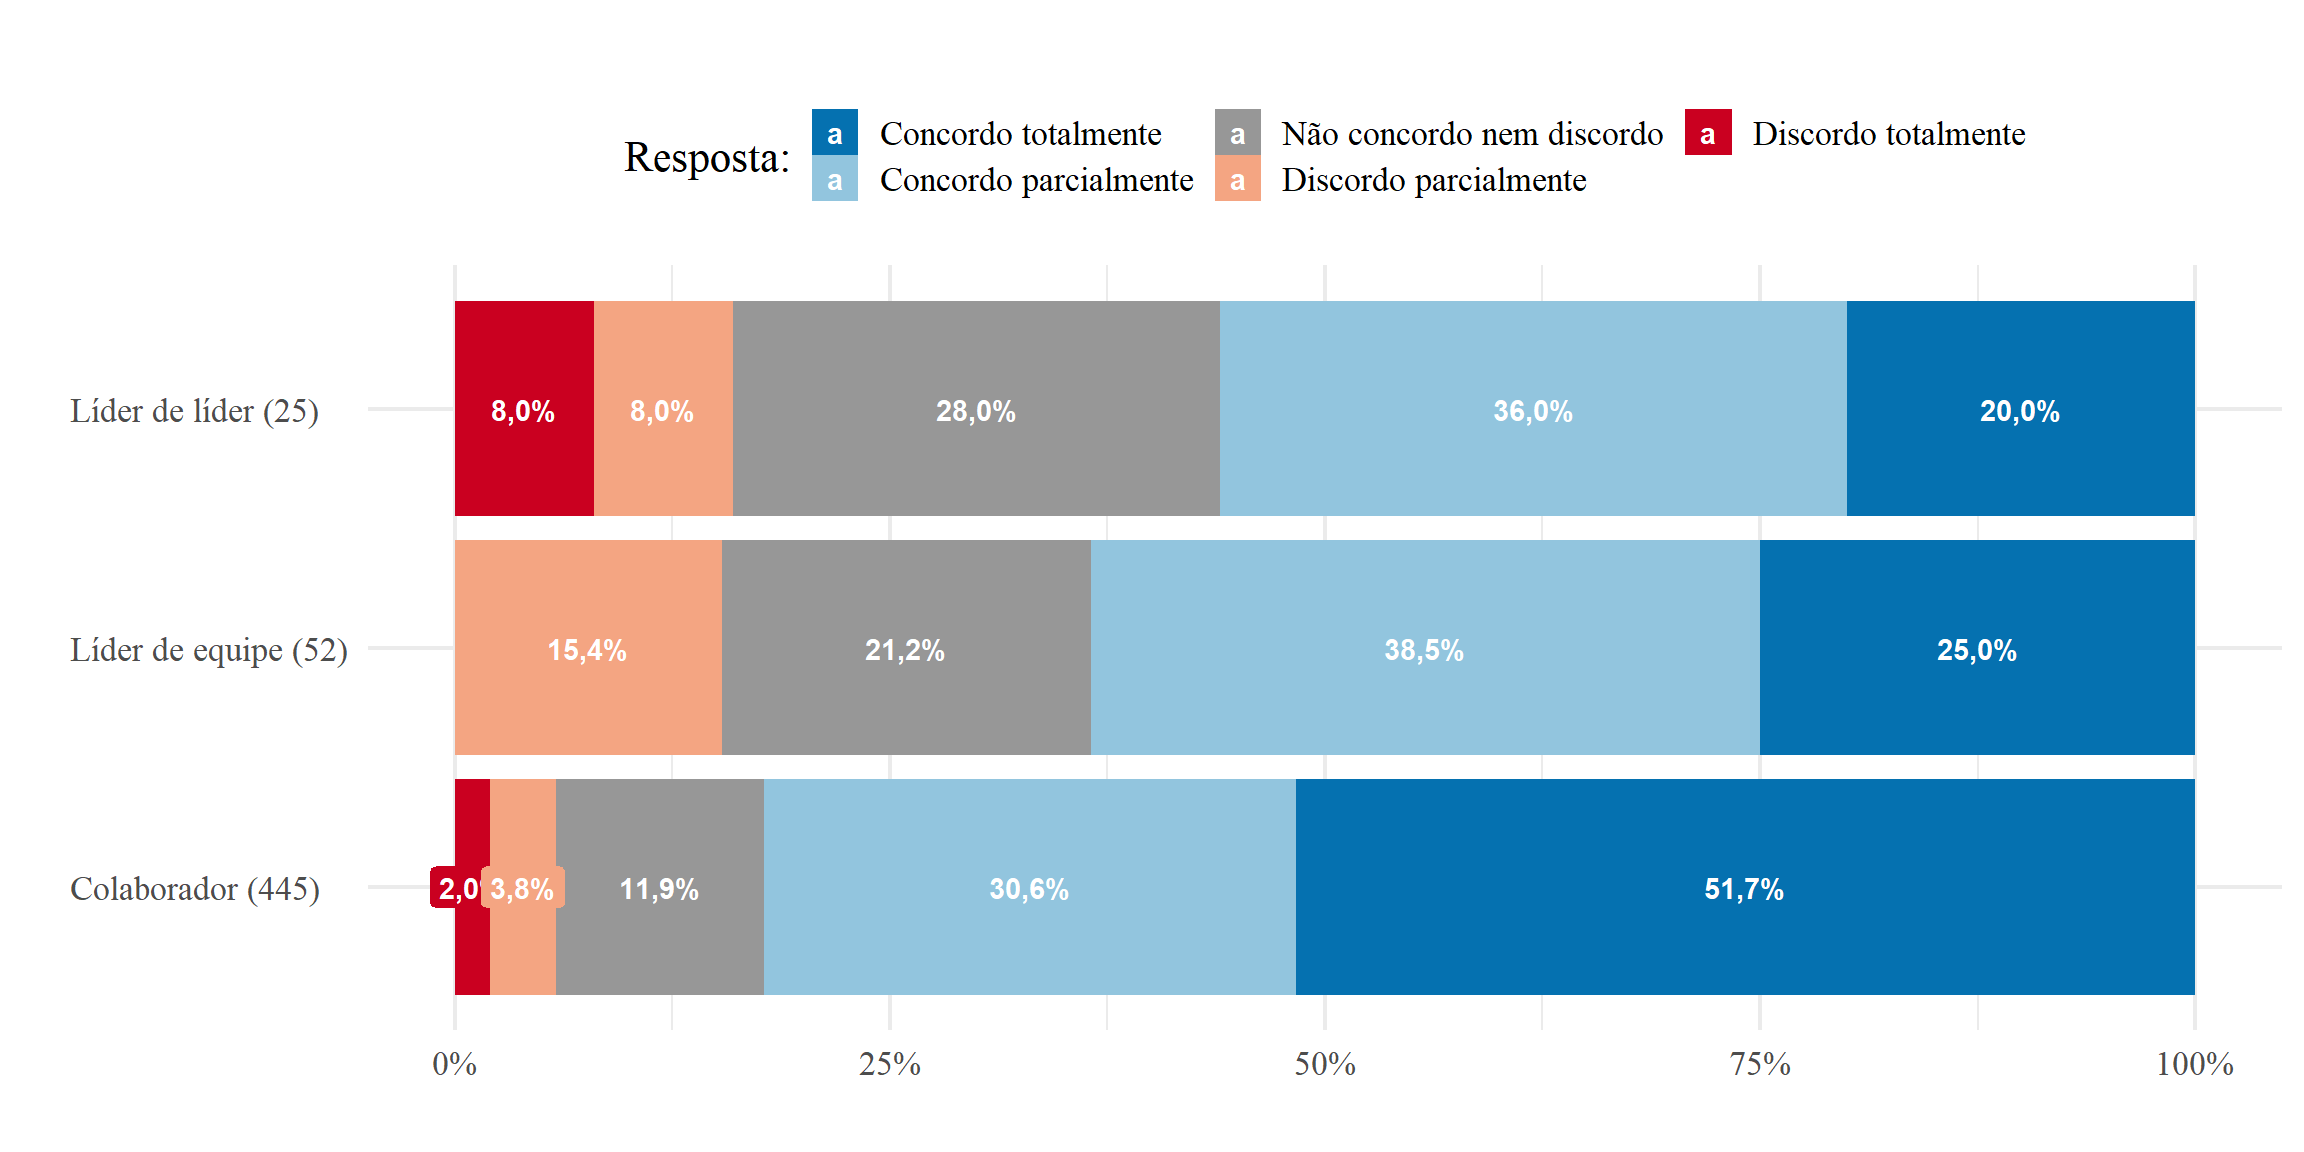 Resposta:
a Concordo totalmente
a Concordo parcialmente
a Não concordo nem discordo
a Discordo parcialmente
a Discordo totalmente
Líder de líder (25)
8,0% 8,0% 28,0% 36,0% 20,0%
Líder de equipe (52)
15,4% 21,2% 38,5% 25,0%
Colaborador (445)
2,0 3,8% 11,9% 30,6% 51,7%
0% 25% 50% 75% 100%